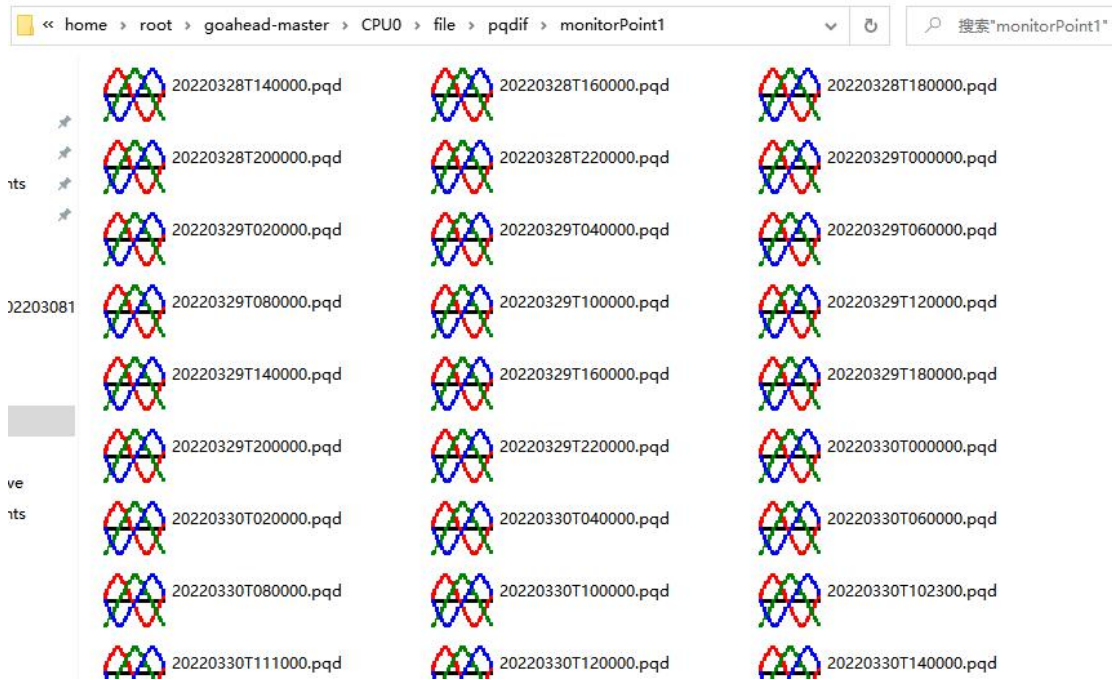 « home › root › goahead-master › CPU0 › file › pqdif › monitorPoint1 搜索"monitorPoint1"
20220328T140000.pqd 20220328T160000.pqd 20220328T180000.pqd
20220328T200000.pqd 20220328T220000.pqd 20220329T000000.pqd
nts
20220329T020000.pqd 20220329T040000.pqd 20220329T060000.pqd
02203081 20220329T080000.pqd 20220329T100000.pqd 20220329T120000.pqd
20220329T140000.pqd 20220329T160000.pqd 20220329T180000.pqd
20220329T200000.pqd 20220329T220000.pqd 20220330T000000.pqd
ve
nts 20220330T020000.pqd 20220330T040000.pqd 20220330T060000.pqd
20220330T080000.pqd 20220330T100000.pqd 20220330T102300.pqd
20220330T111000.pqd 20220330T120000.pqd 20220330T140000.pqd